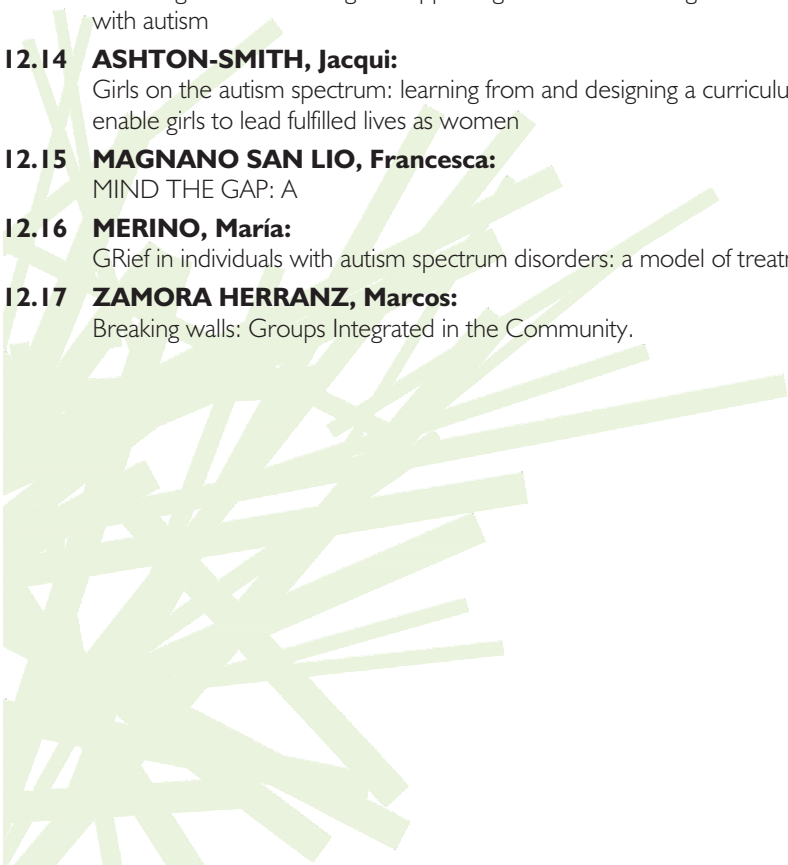 with autism
12.14 ASHTON-SMITH, Jacqui:
Girls on the autism spectrum: learning from and designing a
enable girls to lead fulfilled lives as women
12.15 MAGNANO SAN LIO, Francesca:
MIND THE GAP: A
12.16 MERINO, María:
GRief in individuals with autism spectrum disorders: a model of
12.17 ZAMORA HERRANZ, Marcos:
Breaking walls: Groups Integrated in the Community.